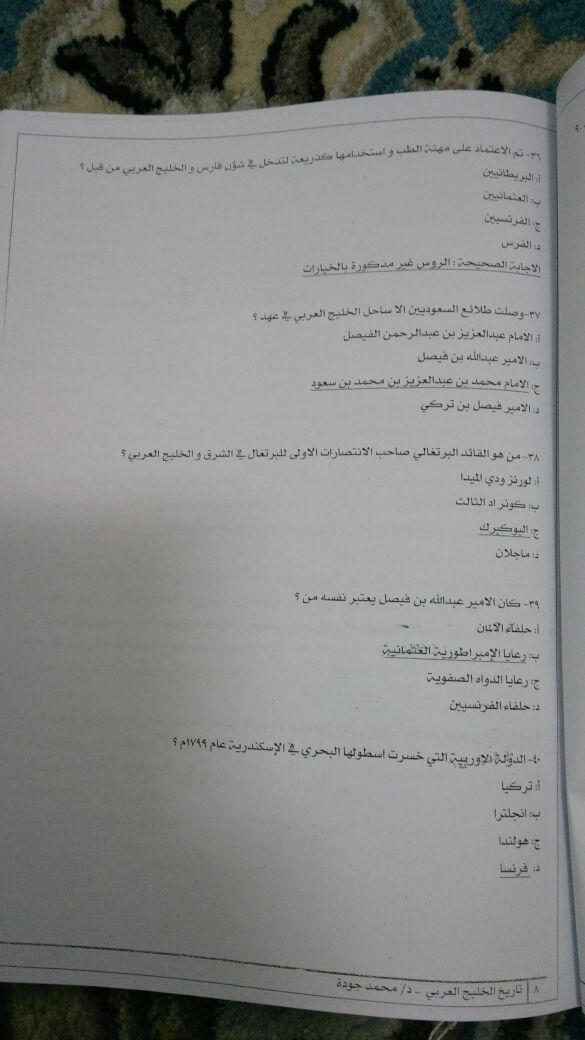 ٣٦- تم الاعتماد على مهنة الطب و استخدامها كذريعة لتدخل في شؤن فارس و الخليج العربي من قبل ؟
أ: البريطانيين
ب: العثمانيين
ج: الفرنسيين
د: الفرس
الاجابة الصحيحة : الروس غير مذكورة بالخيارات
٣٧-وصلت طلائع السعوديين الا ساحل الخليج العربي في عهد ؟
أ: الامام عبدالعزيز بن عبدالرحمن الفيصل
ب: الامير عبدالله بن فيصل
ج: الامام محمد بن عبدالعزيز بن محمد بن سعود
د: الامير فيصل بن تركي
٣٨- من هو القائد البرتغالي صاحب الانتصارات الاولى للبرتغال في الشرق و الخليج العربي ؟
أ: لورنز ودي الميدا
ب: كونر اد الثالث
ج: البوكيرك
د: ماجلان
٣٩- كان الامير عبدالله بن فيصل يعتبر نفسه من ؟
أ: حلفاء الالمان
ب: رعايا الإمبراطورية العثمانية
ج: رعايا الدواه الصفوية
د: حلفاء الفرنسيين
٤٠- الدولة الاوربية التي خسرت اسطولها البحري في الإسكندرية عام ١٧٩٩م ؟
أ: تركيا
ب: انجلترا
ج: هولندا
د: فرنسا
٨ | تاريخ الخليج العربي .. د/ محمد جودة